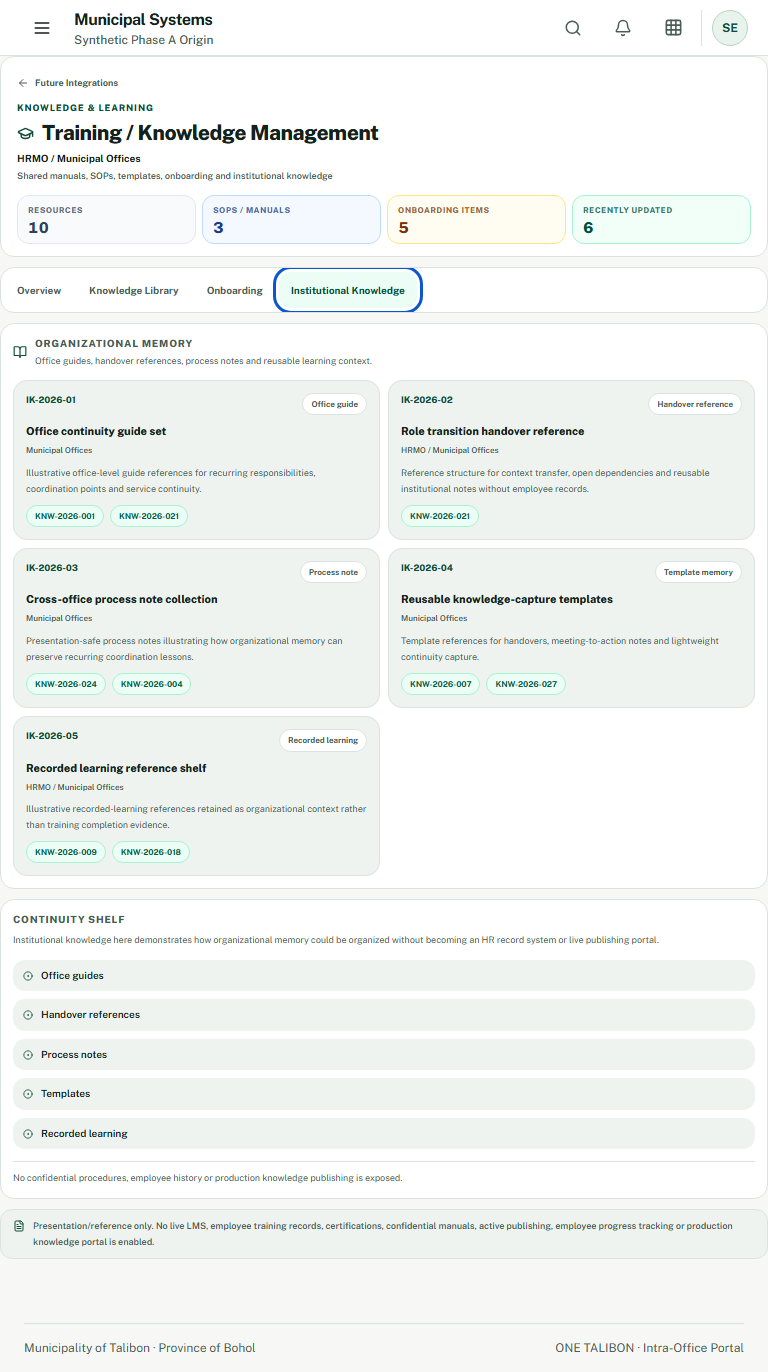 Municipal Systems
Synthetic Phase A Origin
SE
Future Integrations
KNOWLEDGE & LEARNING
Training / Knowledge Management
HRMO / Municipal Offices
Shared manuals, SOPs, templates, onboarding and institutional knowledge
RESOURCES
10
SOPS / MANUALS
3
ONBOARDING ITEMS
5
RECENTLY UPDATED
6
Overview
Knowledge Library
Onboarding
Institutional Knowledge
ORGANIZATIONAL MEMORY
Office guides, handover references, process notes and reusable learning context.
IK-2026-01
Office guide
Office continuity guide set
Municipal Offices
Illustrative office-level guide references for recurring responsibilities,
coordination points and service continuity.
KNW-2026-001
KNW-2026-021
IK-2026-02
Handover reference
Role transition handover reference
HRMO / Municipal Offices
Reference structure for context transfer, open dependencies and reusable
institutional notes without employee records.
KNW-2026-021
IK-2026-03
Process note
Cross-office process note collection
Municipal Offices
Presentation-safe process notes illustrating how organizational memory can
preserve recurring coordination lessons.
KNW-2026-024
KNW-2026-004
IK-2026-04
Template memory
Reusable knowledge-capture templates
Municipal Offices
Template references for handovers, meeting-to-action notes and lightweight
continuity capture.
KNW-2026-007
KNW-2026-027
IK-2026-05
Recorded learning
Recorded learning reference shelf
HRMO / Municipal Offices
Illustrative recorded-learning references retained as organizational context rather
than training completion evidence.
KNW-2026-009
KNW-2026-018
CONTINUITY SHELF
Institutional knowledge here demonstrates how organizational memory could be organized without becoming an HR record system or live publishing portal.
Office guides
Handover references
Process notes
Templates
Recorded learning
No confidential procedures, employee history or production knowledge publishing is exposed.
Presentation/reference only. No live LMS, employee training records, certifications, confidential manuals, active publishing, employee progress tracking or production
knowledge portal is enabled.
Municipality of Talibon · Province of Bohol
ONE TALIBON · Intra-Office Portal